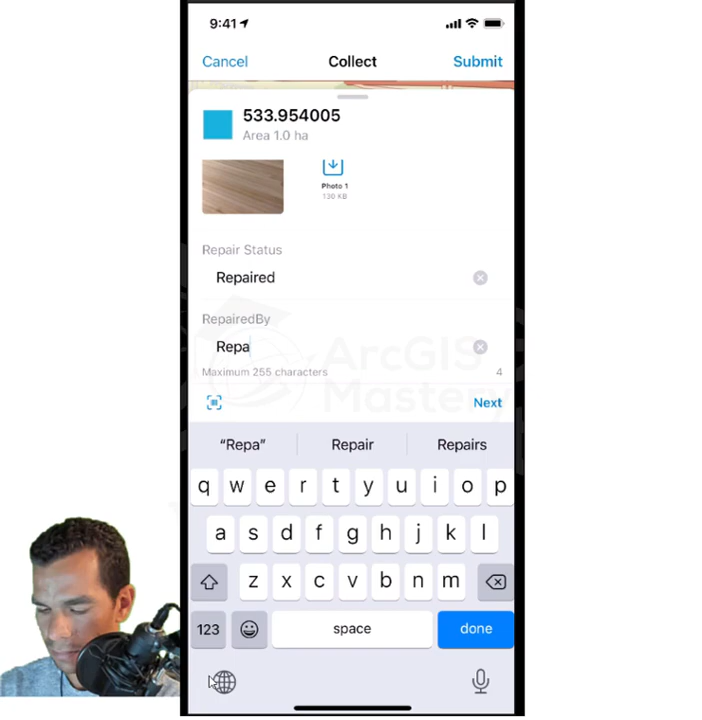 9:41
Cancel Collect Submit
533.954005
Area 1.0 ha
Photo 1
130 KB
Repair Status
Repaired
RepairedBy
Repa
Maximum 255 characters 4
ArcGIS
Mastery
Next
“Repa” Repair Repairs
q w e r t y u i o p
a s d f g h j k l
z x c v b n m
123 space done